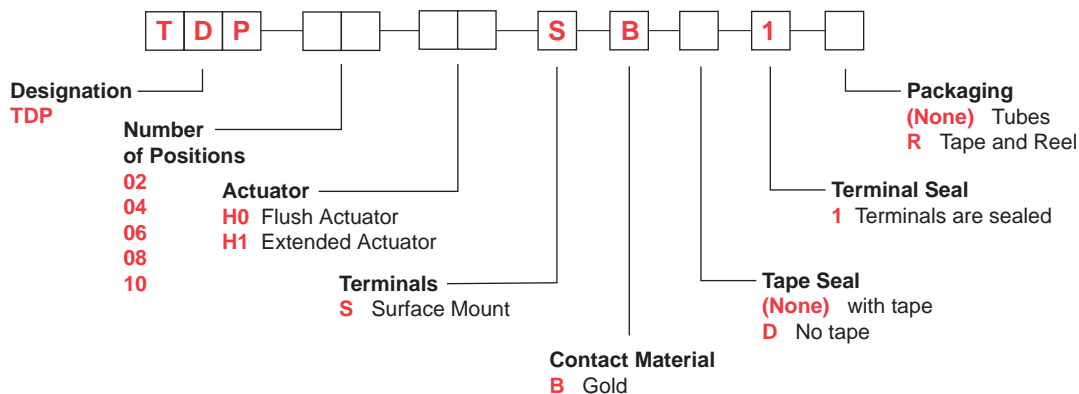 T D P S B 1
Designation
TDP
Number
of Positions
02
04
06
08
10
Actuator
H0 Flush Actuator
H1 Extended Actuator
Terminals
S Surface Mount
Contact Material
B Gold
Tape Seal
(None) with tape
D No tape
Terminal Seal
1 Terminals are sealed
Packaging
(None) Tubes
R Tape and Reel